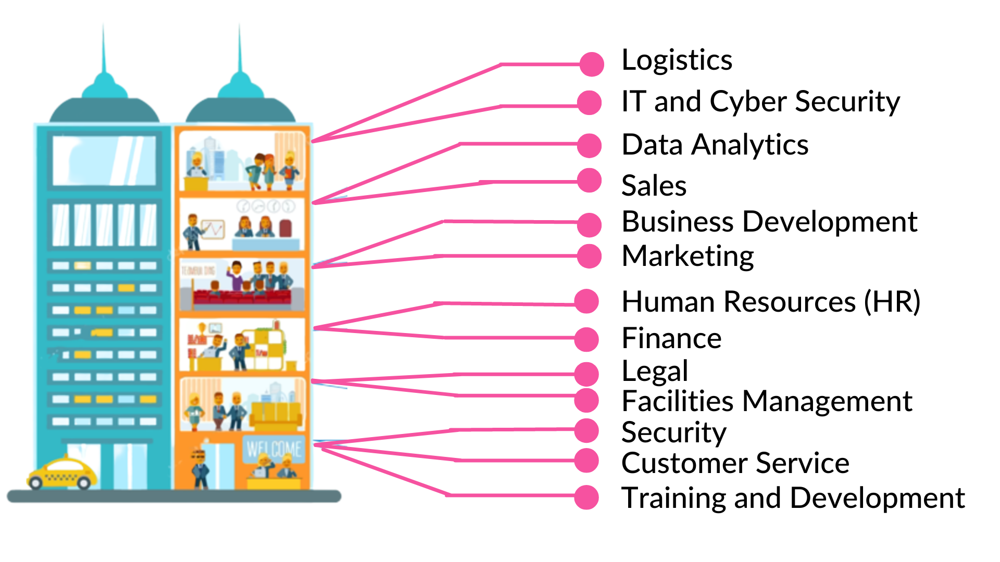 Logistics
IT and Cyber Security
Data Analytics
Sales
Business Development
Marketing
TEAMBUILDING
Human Resources (HR)
Finance
Legal
Facilities Management
Security
WELCOME
Customer Service
Training and Development